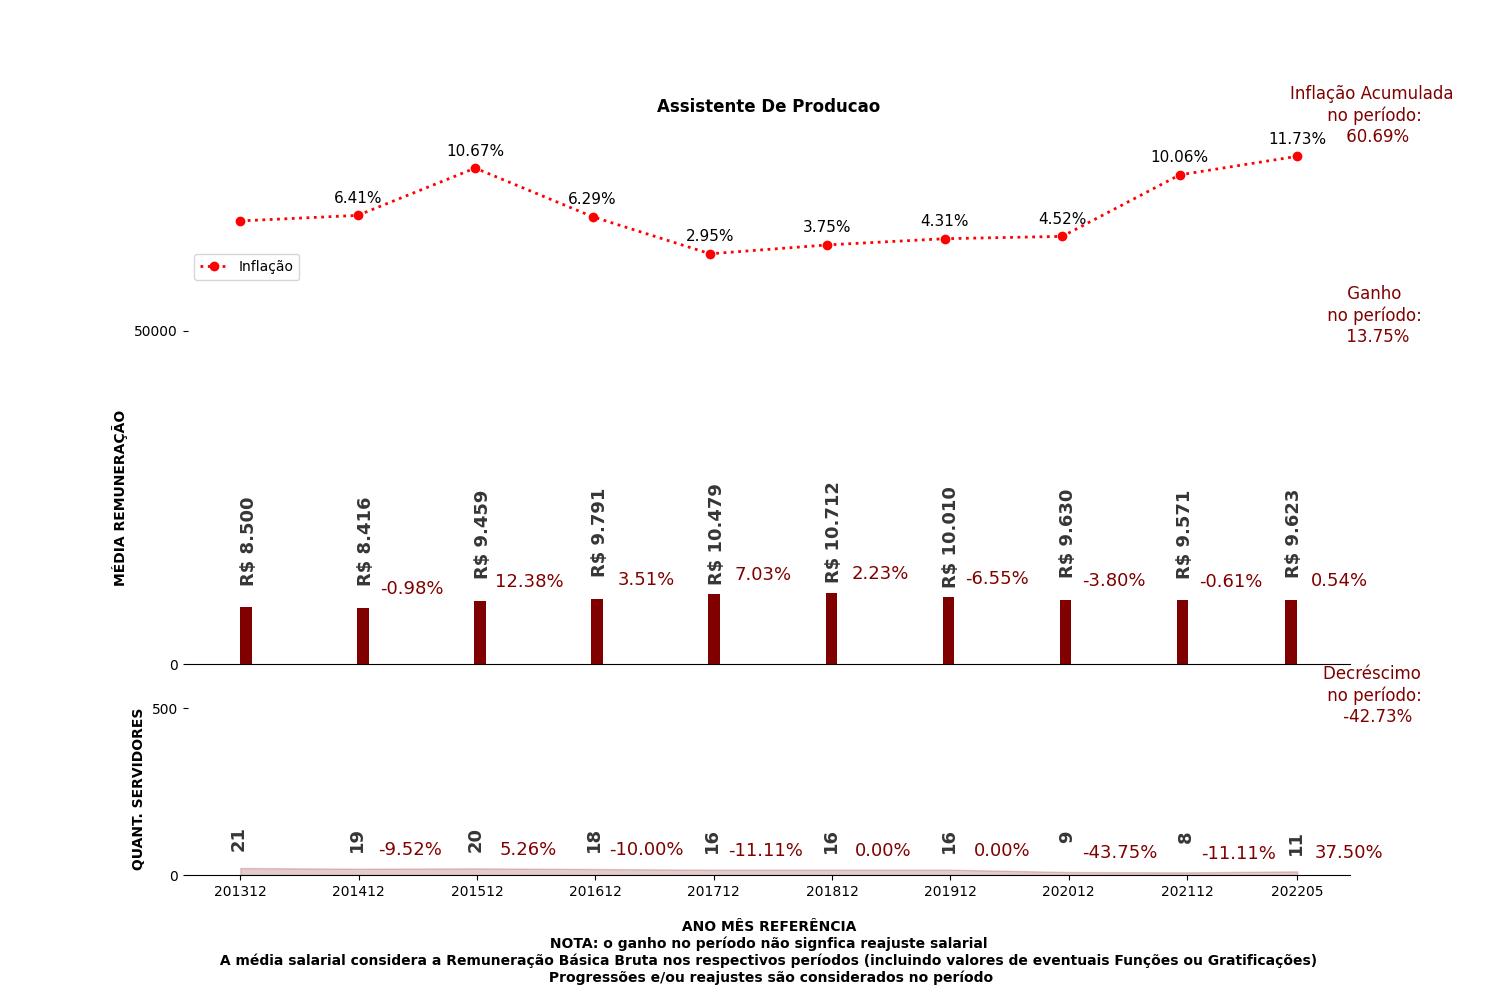 Assistente De Producao
Inflação Acumulada
no período:
60.69%
6.41%
10.67%
6.29%
2.95%
3.75%
4.31%
4.52%
10.06%
11.73%
Inflação
Ganho
no período:
13.75%
50000
0
MÉDIA REMUNERAÇÃO
R$ 8.500
R$ 8.416
R$ 9.459
R$ 9.791
R$ 10.479
R$ 10.712
R$ 10.010
R$ 9.630
R$ 9.571
R$ 9.623
-0.98%
12.38%
3.51%
7.03%
2.23%
-6.55%
-3.80%
-0.61%
0.54%
Decréscimo
no período:
-42.73%
500
0
QUANT. SERVIDORES
21
19
20
18
16
16
16
9
8
11
-9.52%
5.26%
-10.00%
-11.11%
0.00%
0.00%
-43.75%
-11.11%
37.50%
201312
201412
201512
201612
201712
201812
201912
202012
202112
202205
ANO MÊS REFERÊNCIA
NOTA: o ganho no período não signfica reajuste salarial
A média salarial considera a Remuneração Básica Bruta nos respectivos períodos (incluindo valores de eventuais Funções ou Gratificações)
Progressões e/ou reajustes são considerados no período